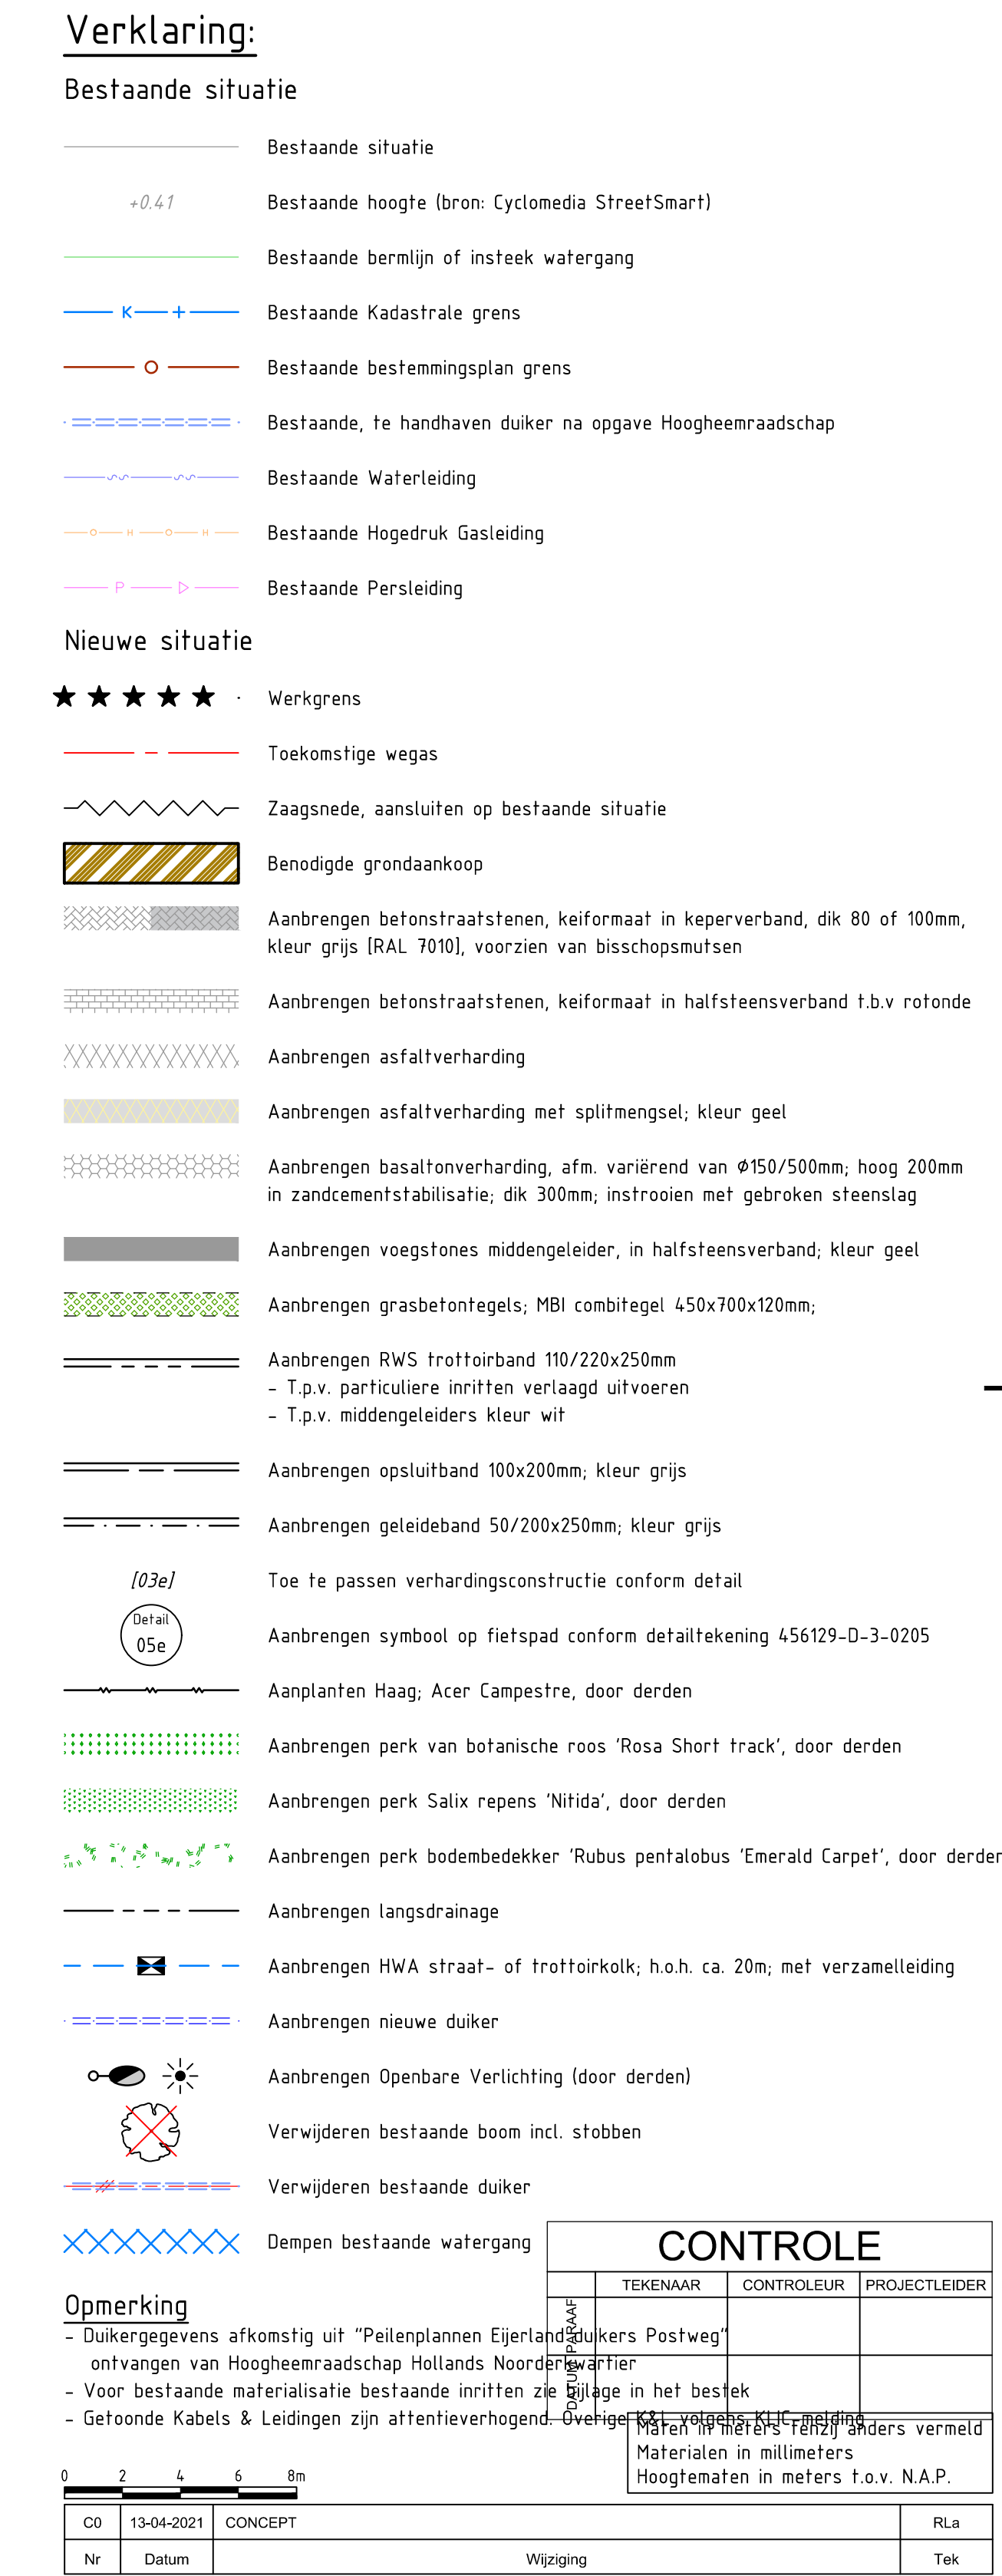 Verklaring:
Bestaande situatie
Bestaande situatie
+0.41 Bestaande hoogte (bron: Cyclomedia StreetSmart)
Bestaande bermlijn of insteek watergang
K + Bestaande Kadastrale grens
Bestaande bestemmingsplan grens
Bestaande, te handhaven duiker na opgave Hoogheemraadschap
Bestaande Waterleiding
H H Bestaande Hogedruk Gasleiding
P Bestaande Persleiding
Nieuwe situatie
Werkgrens
Toekomstige wegas
Zaagsnede, aansluiten op bestaande situatie
Benodigde grondaankoop
Aanbrengen betonstraatstenen, keiformaat in keperverband, dik 80 of 100mm,
kleur grijs [RAL 7010], voorzien van bisschopsmutsen
Aanbrengen betonstraatstenen, keiformaat in halfsteensverband t.b.v rotonde
Aanbrengen asfaltverharding
Aanbrengen asfaltverharding met splitmengsel; kleur geel
Aanbrengen basaltonverharding, afm. variërend van Ø150/500mm; hoog 200mm
in zandcementstabilisatie; dik 300mm; instrooien met gebroken steenslag
Aanbrengen voegstones middengeleider, in halfsteensverband; kleur geel
Aanbrengen grasbetontegels; MBI combitegel 450x700x120mm;
Aanbrengen RWS trottoirband 110/220x250mm
- T.p.v. particuliere inritten verlaagd uitvoeren
- T.p.v. middengeleiders kleur wit
Aanbrengen opsluitband 100x200mm; kleur grijs
Aanbrengen geleideband 50/200x250mm; kleur grijs
[03e] Toe te passen verhardingsconstructie conform detail
Detail
05e Aanbrengen symbool op fietspad conform detailtekening 456129-D-3-0205
Aanplanten Haag; Acer Campestre, door derden
Aanbrengen perk van botanische roos 'Rosa Short track', door derden
Aanbrengen perk Salix repens 'Nitida', door derden
Aanbrengen perk bodembedekker 'Rubus pentalobus 'Emerald Carpet', door derden
Aanbrengen langsdrainage
Aanbrengen HWA straat- of trottoirkolk; h.o.h. ca. 20m; met verzamelleiding
Aanbrengen nieuwe duiker
Aanbrengen Openbare Verlichting (door derden)
Verwijderen bestaande boom incl. stobben
Verwijderen bestaande duiker
Dempen bestaande watergang
CONTROLE
TEKENAAR CONTROLEUR PROJECTLEIDER
PARAAF
DATUM
Opmerking
- Duikergegevens afkomstig uit "Peilenplannen Eijerland duikers Postweg"
ontvangen van Hoogheemraadschap Hollands Noorderkwartier
- Voor bestaande materialisatie bestaande inritten zie bijlage in het bestek
- Getoonde Kabels & Leidingen zijn attentieverhogend. Overige K&L volgens KLIC-melding
Maten in meters tenzij anders vermeld
Materialen in millimeters
Hoogtematen in meters t.o.v. N.A.P.
0 2 4 6 8m
C0 13-04-2021 CONCEPT RLa
Nr Datum Wijziging Tek